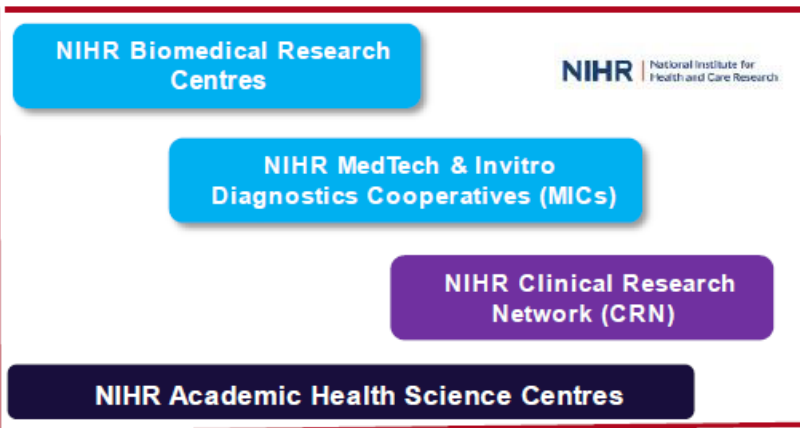 NIHR Biomedical Research
Centres
NIHR | National Institute for
Health and Care Research
NIHR MedTech & Invitro
Diagnostics Cooperatives (MICs)
NIHR Clinical Research
Network (CRN)
NIHR Academic Health Science Centres